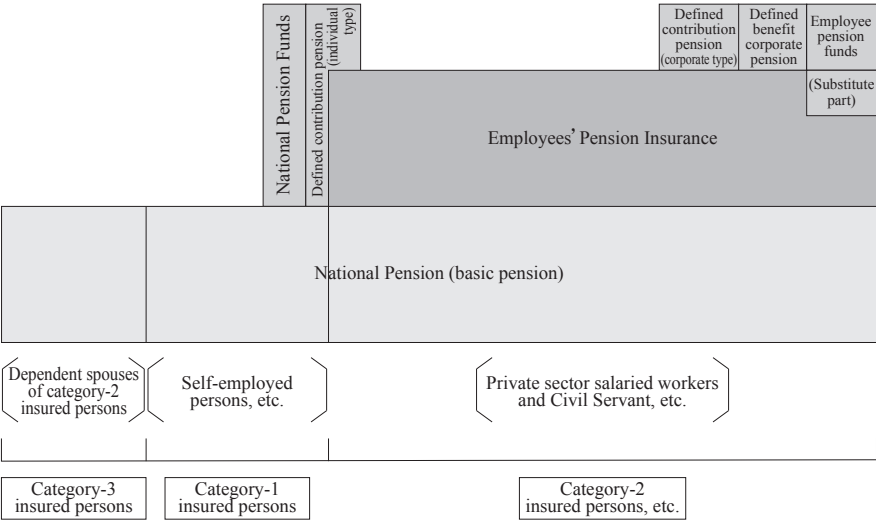 National Pension Funds
Defined contribution pension
(individual
type)
Defined
contribution
pension
(corporate type)
Defined
benefit
corporate
pension
Employee
pension
funds
(Substitute
part)
Employees’ Pension Insurance
National Pension (basic pension)
Dependent spouses
of category-2
insured persons
Self-employed
persons, etc.
Private sector salaried workers
and Civil Servant, etc.
Category-3
insured persons
Category-1
insured persons
Category-2
insured persons, etc.